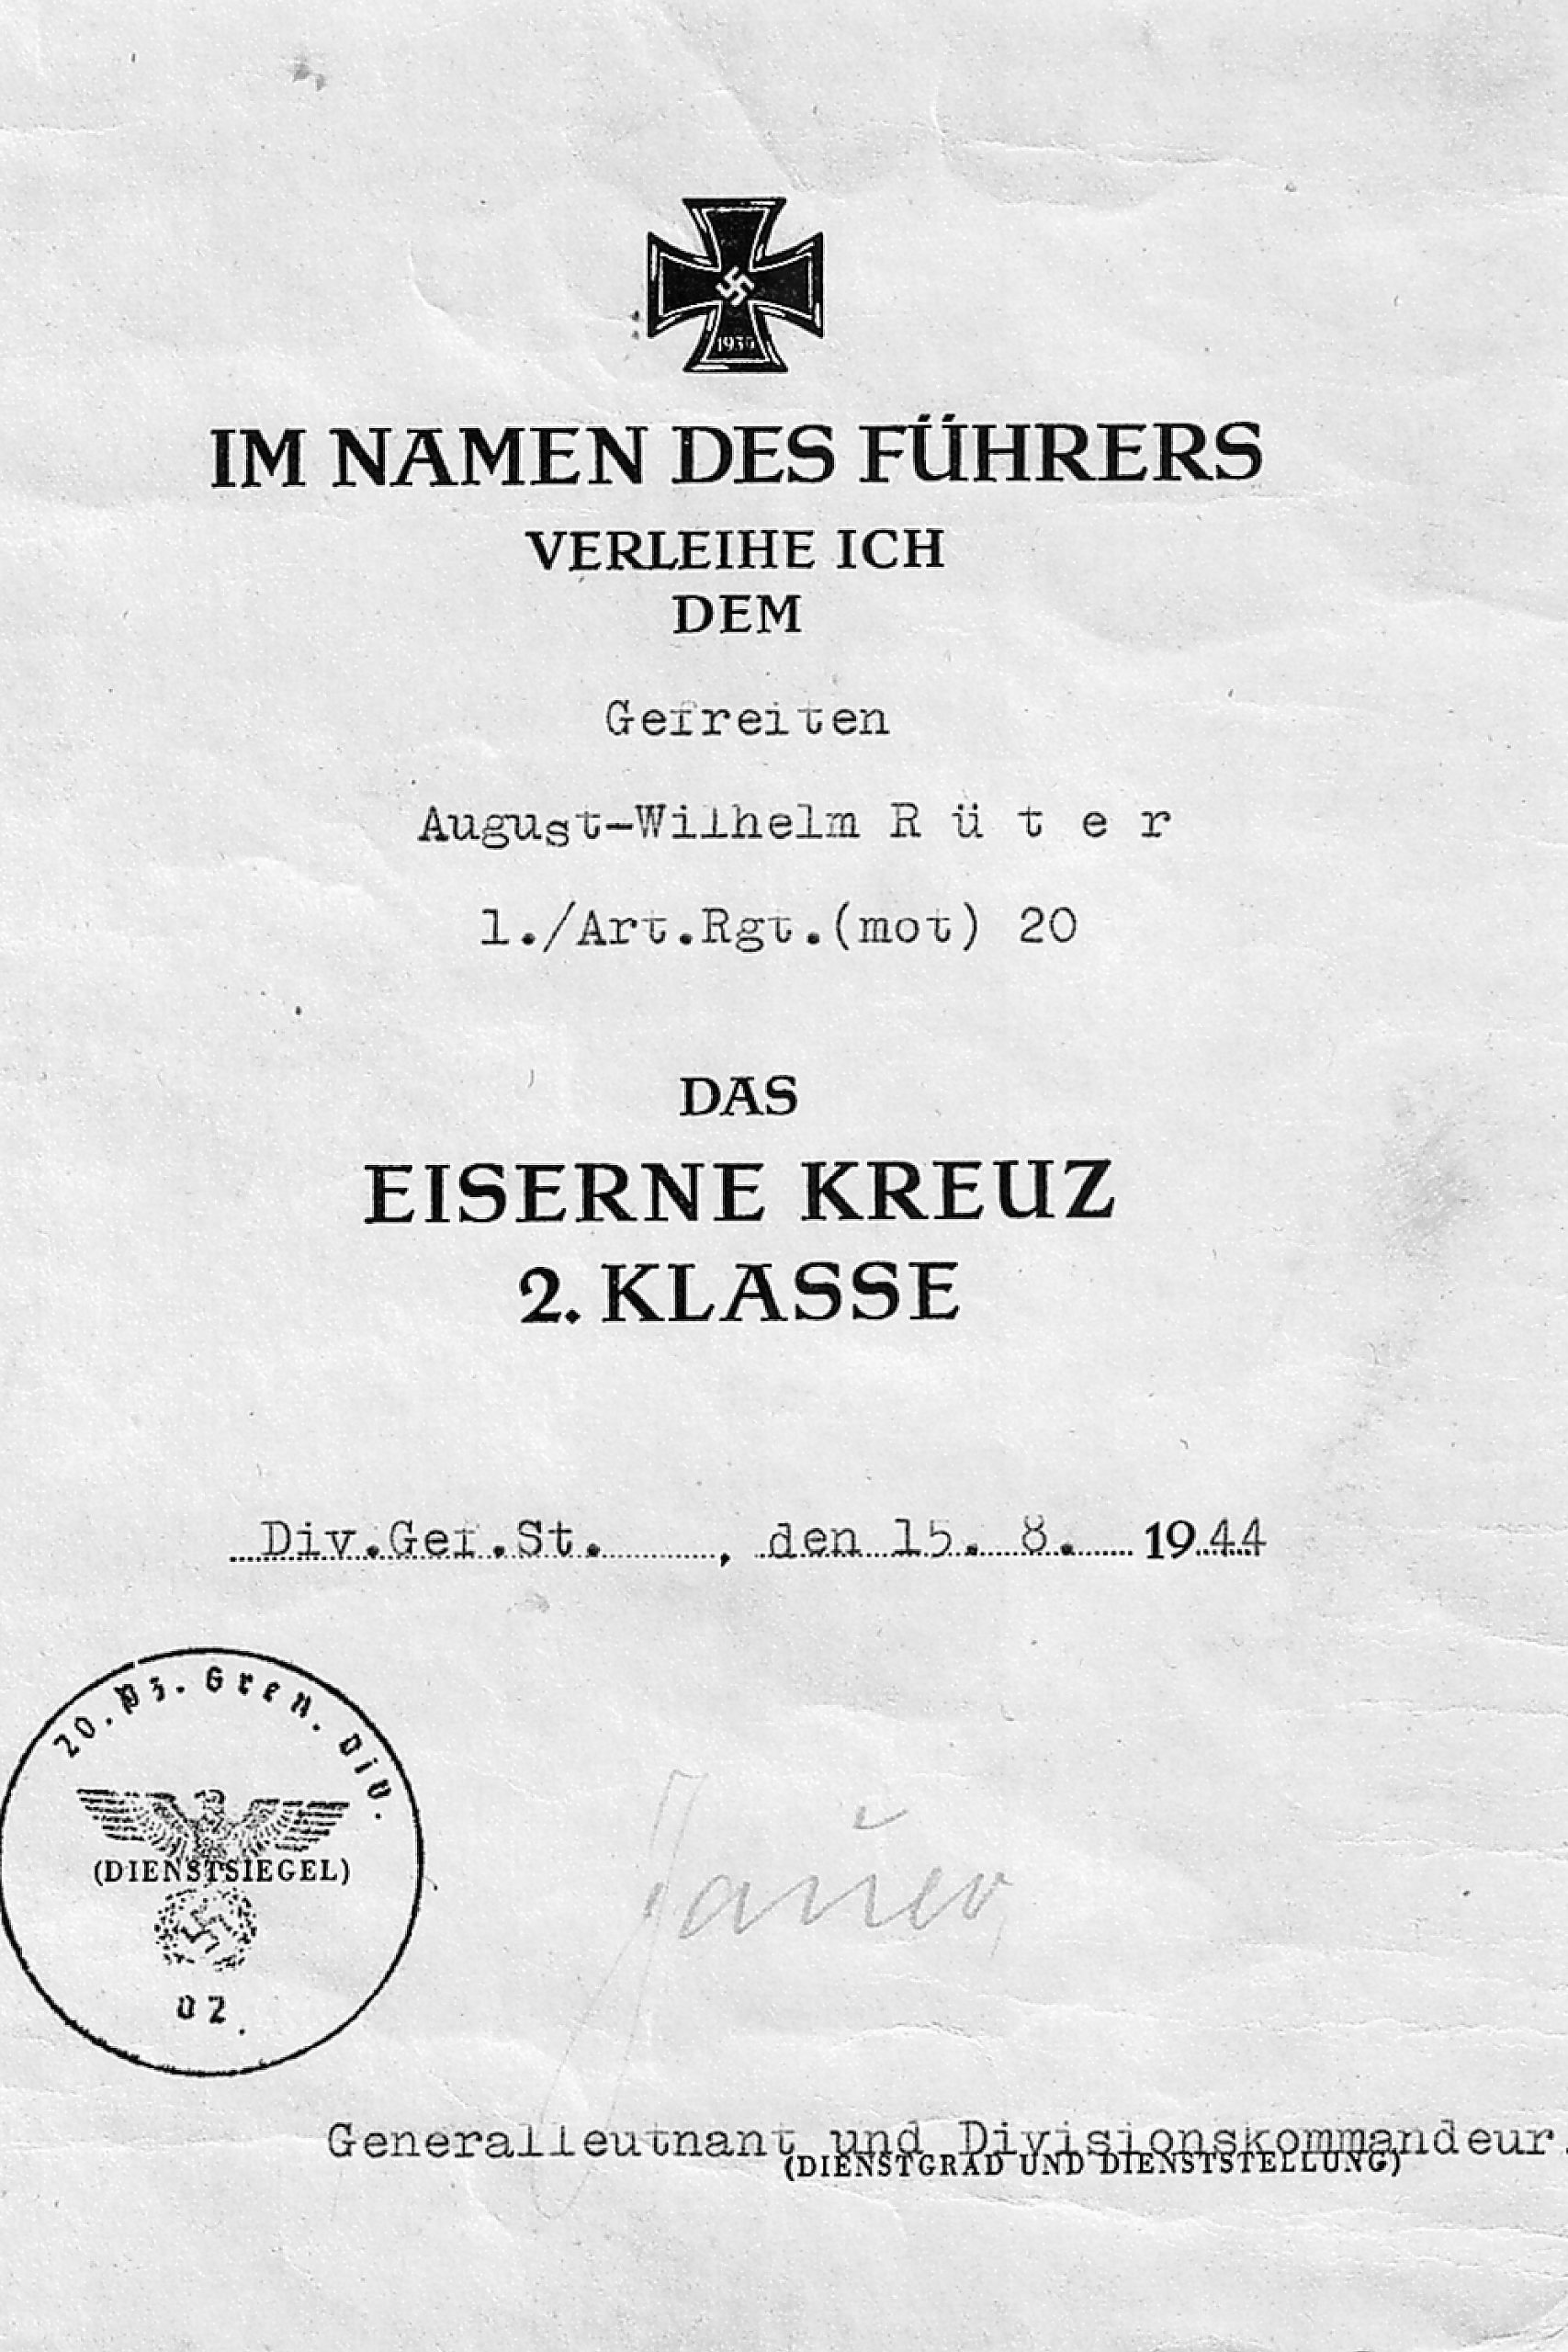 1939
IM NAMEN DES FÜHRERS
VERLEIHE ICH
DEM
Gefreiten
August-Wilhelm R ü t e r
1./Art.Rgt.(mot) 20
DAS
EISERNE KREUZ
2. KLASSE
Div.Gef.St. , den 15. 8. 1944
20. Pz. Gren. Div.
(DIENSTSIEGEL)
02.
Jauer
Generalleutnant und Divisionskommandeur.
(DIENSTGRAD UND DIENSTSTELLUNG)